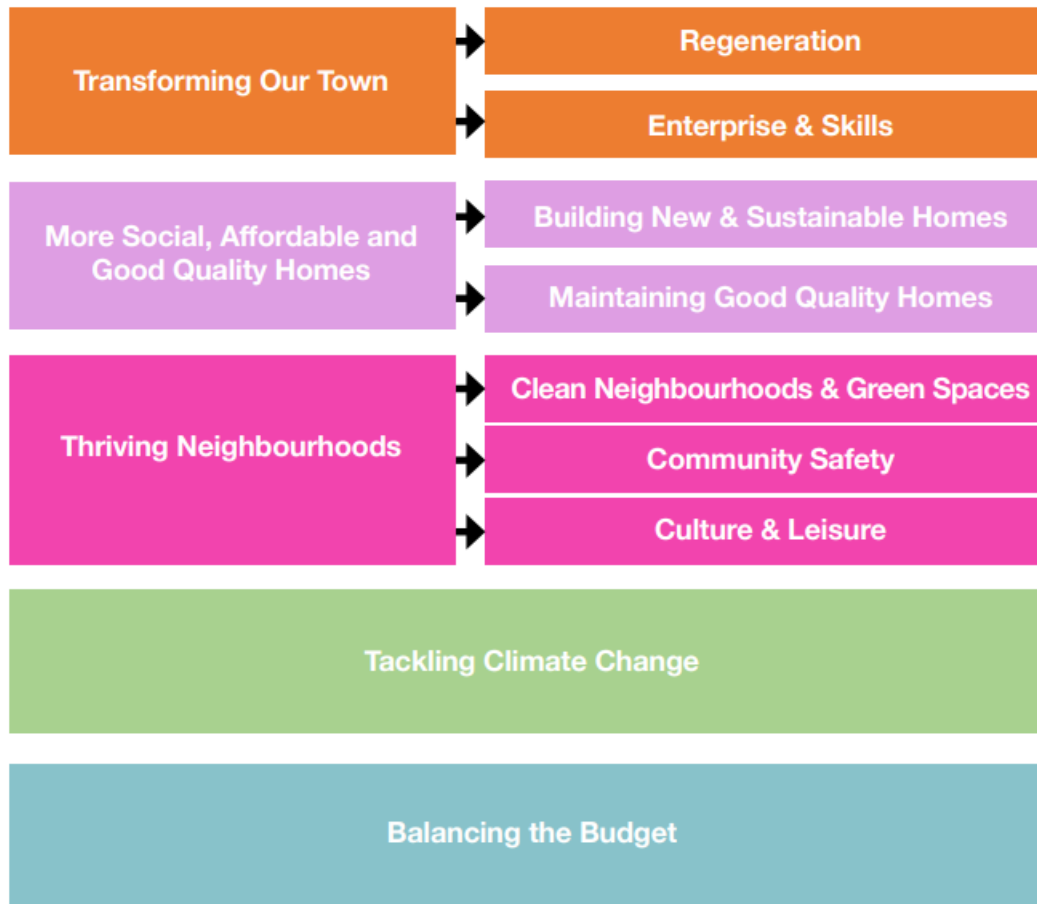 Transforming Our Town
Regeneration
Enterprise & Skills
More Social, Affordable and
Good Quality Homes
Building New & Sustainable Homes
Maintaining Good Quality Homes
Thriving Neighbourhoods
Clean Neighbourhoods & Green Spaces
Community Safety
Culture & Leisure
Tackling Climate Change
Balancing the Budget